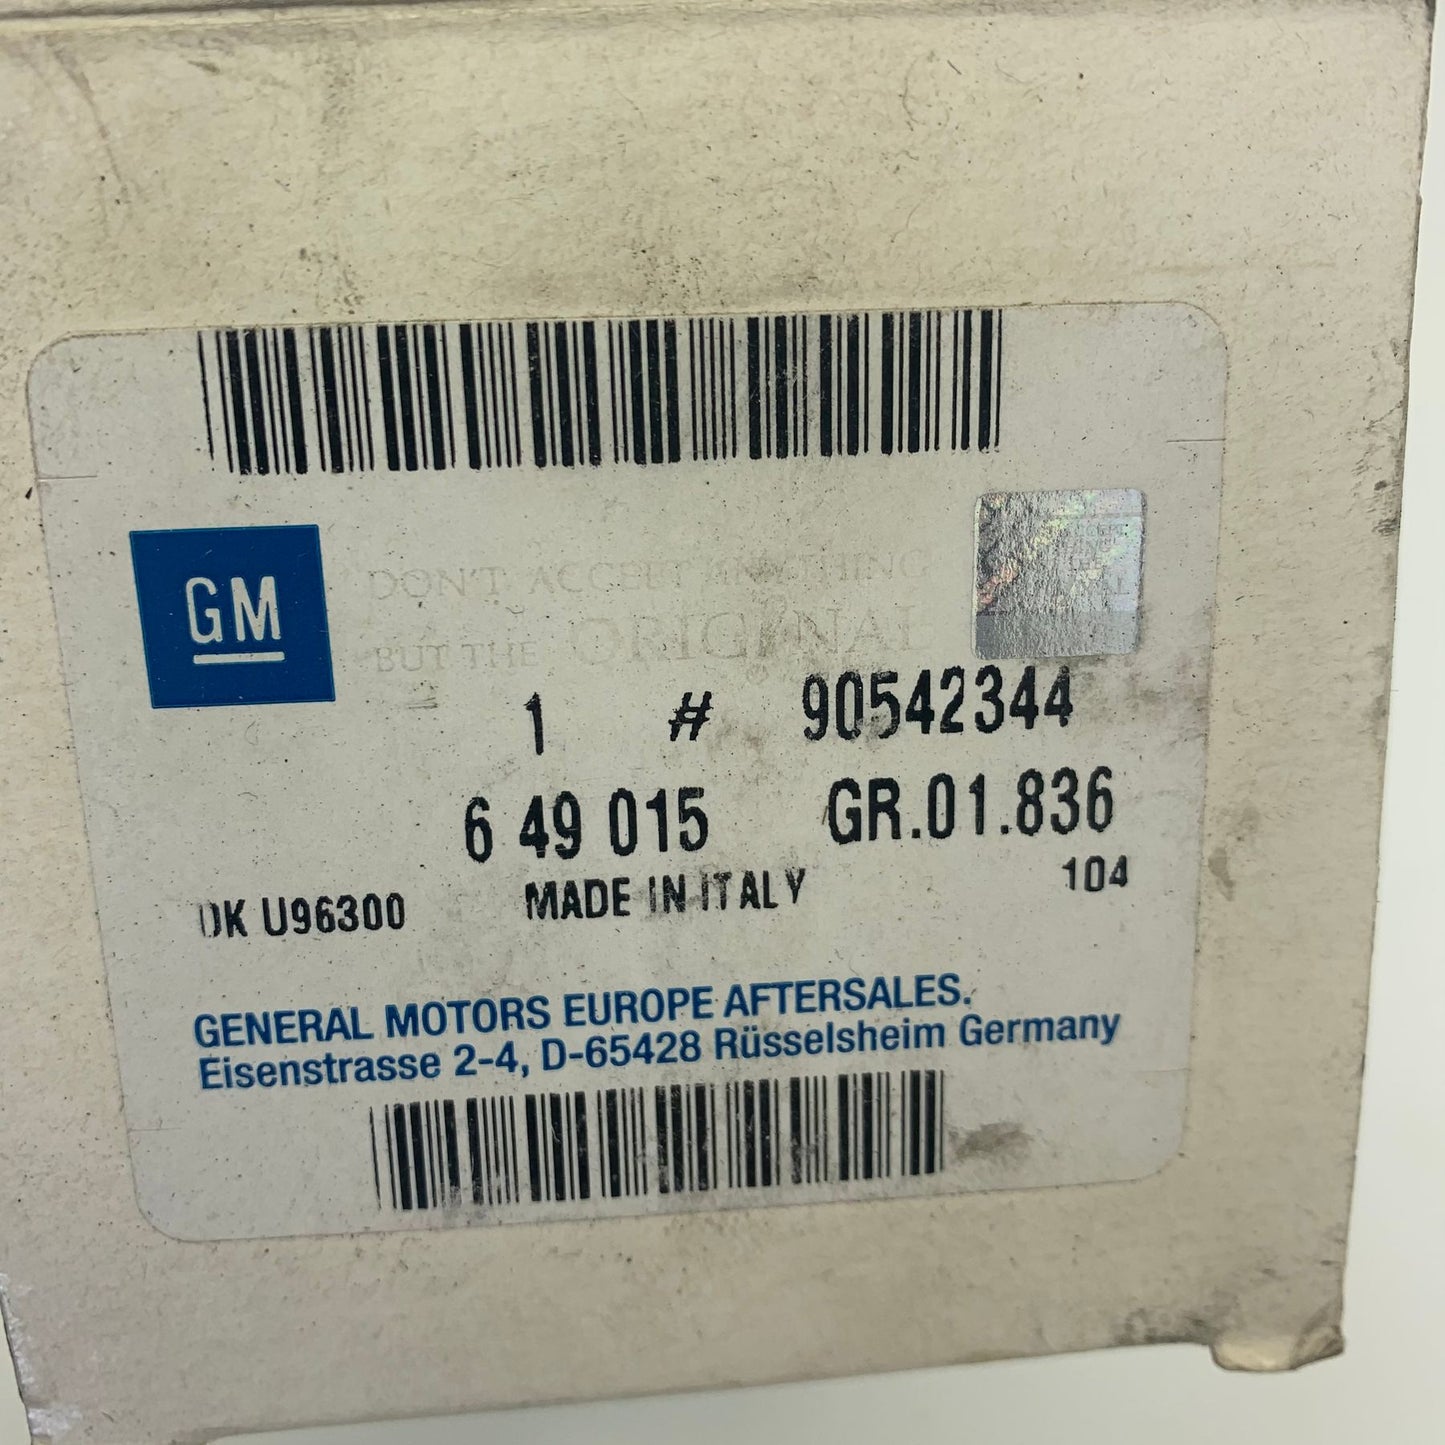 GM
DON'T ACCEPT ANYTHING
BUT THE ORIGINAL
1 # 90542344
6 49 015 GR.01.836
104
DK U96300 MADE IN ITALY
GENERAL MOTORS EUROPE AFTERSALES.
Eisenstrasse 2-4, D-65428 Rüsselsheim Germany